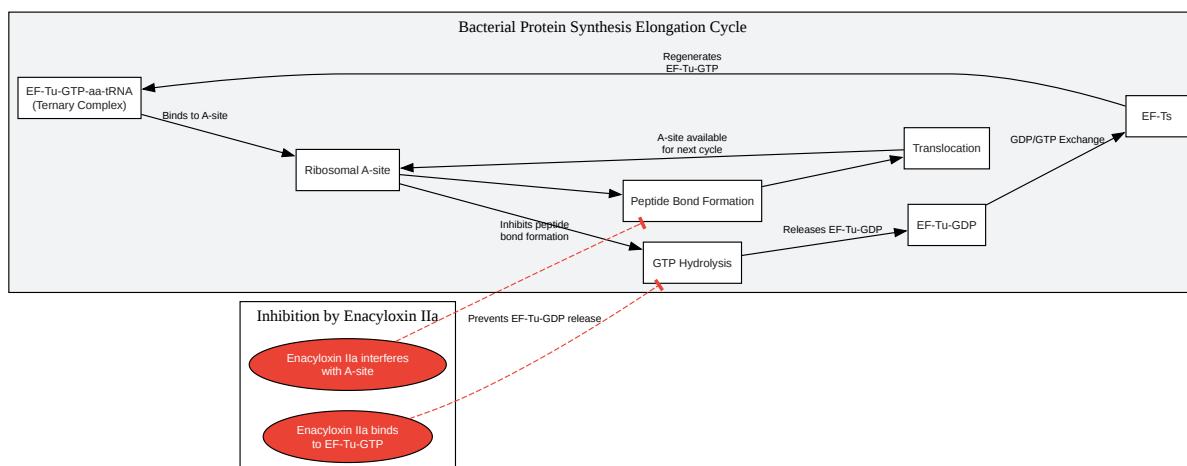 Bacterial Protein Synthesis Elongation Cycle
Regenerates
EF-Tu-GTP
EF-Tu-GTP-aa-tRNA
(Ternary Complex)
Binds to A-site
EF-Ts
GDP/GTP Exchange
A-site available
for next cycle
Translocation
Ribosomal A-site
Peptide Bond Formation
Inhibits peptide
bond formation
Releases EF-Tu-GDP
EF-Tu-GDP
GTP Hydrolysis
Inhibition by Enacyloxin IIa
Prevents EF-Tu-GDP release
Enacyloxin IIa interferes
with A-site
Enacyloxin IIa binds
to EF-Tu-GTP